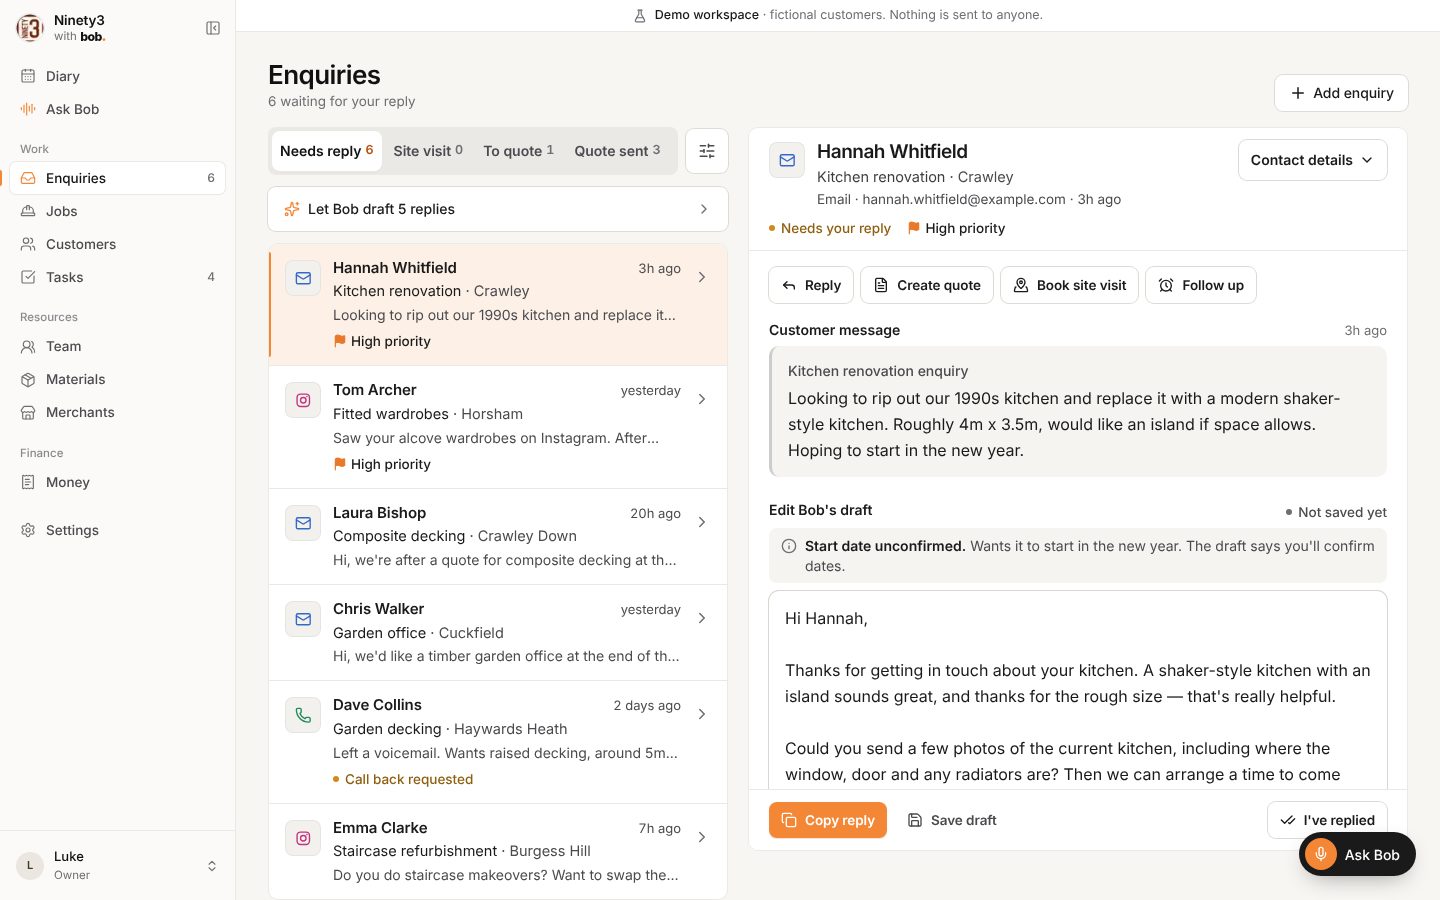 Ninety3
with bob.
Diary
Ask Bob
Work
Enquiries 6
Jobs
Customers
Tasks 4
Resources
Team
Materials
Merchants
Finance
Money
Settings
L
Luke
Owner
Demo workspace · fictional customers. Nothing is sent to anyone.
Enquiries
6 waiting for your reply
Add enquiry
Needs reply 6 Site visit 0 To quote 1 Quote sent 3
Let Bob draft 5 replies
Hannah Whitfield 3h ago
Kitchen renovation · Crawley
Looking to rip out our 1990s kitchen and replace it...
High priority
Tom Archer yesterday
Fitted wardrobes · Horsham
Saw your alcove wardrobes on Instagram. After...
High priority
Laura Bishop 20h ago
Composite decking · Crawley Down
Hi, we're after a quote for composite decking at th...
Chris Walker yesterday
Garden office · Cuckfield
Hi, we'd like a timber garden office at the end of th...
Dave Collins 2 days ago
Garden decking · Haywards Heath
Left a voicemail. Wants raised decking, around 5m...
Call back requested
Emma Clarke 7h ago
Staircase refurbishment · Burgess Hill
Do you do staircase makeovers? Want to swap the...
Hannah Whitfield
Kitchen renovation · Crawley
Email · hannah.whitfield@example.com · 3h ago
Contact details
Needs your reply High priority
Reply Create quote Book site visit Follow up
Customer message 3h ago
Kitchen renovation enquiry
Looking to rip out our 1990s kitchen and replace it with a modern shaker-
style kitchen. Roughly 4m x 3.5m, would like an island if space allows.
Hoping to start in the new year.
Edit Bob's draft Not saved yet
Start date unconfirmed. Wants it to start in the new year. The draft says you'll confirm
dates.
Hi Hannah,
Thanks for getting in touch about your kitchen. A shaker-style kitchen with an
island sounds great, and thanks for the rough size — that's really helpful.
Could you send a few photos of the current kitchen, including where the
window, door and any radiators are? Then we can arrange a time to come
Copy reply Save draft I've replied
Ask Bob